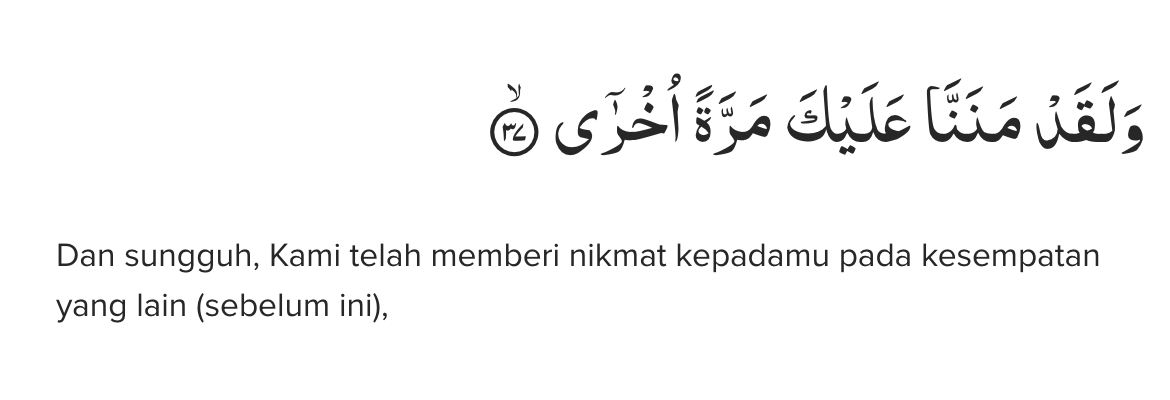 وَلَقَدْ مَنَنَّا عَلَيْكَ مَرَّةً اُخْرٰٓى ۙ ٣٧
Dan sungguh, Kami telah memberi nikmat kepadamu pada kesempatan
yang lain (sebelum ini),